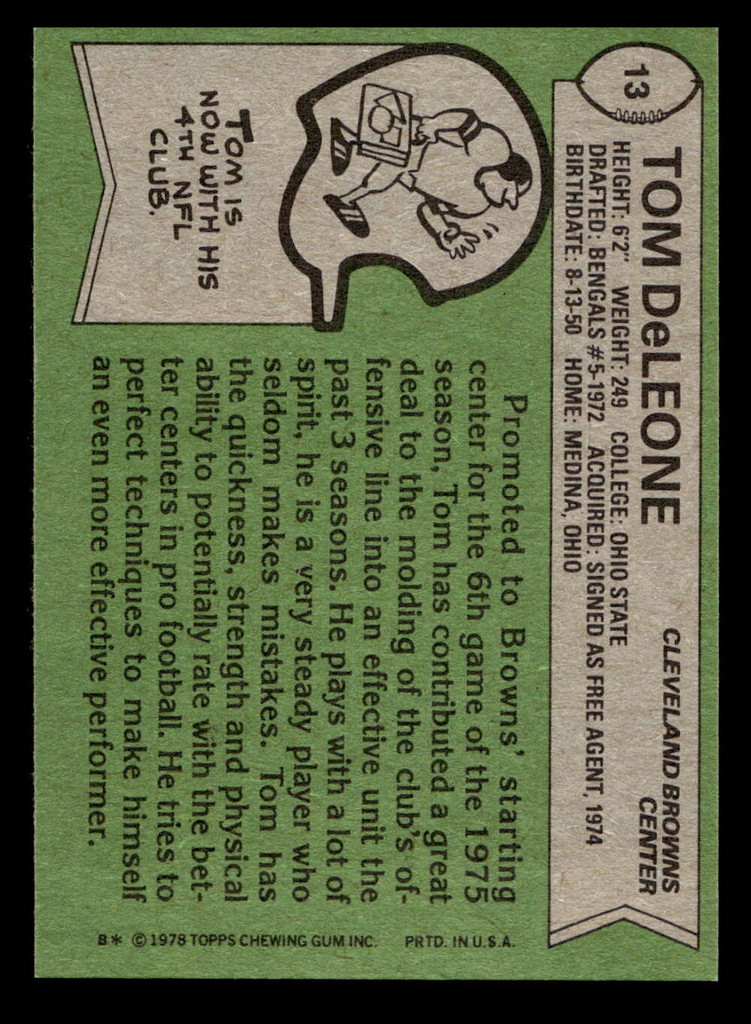 13
TOM DeLEONE
CLEVELAND BROWNS
CENTER
HEIGHT: 6'2" WEIGHT: 249 COLLEGE: OHIO STATE
DRAFTED: BENGALS #5-1972 ACQUIRED: SIGNED AS FREE AGENT, 1974
BIRTHDATE: 8-13-50 HOME: MEDINA, OHIO
TOM IS
NOW WITH HIS
4TH NFL
CLUB.
Promoted to Browns' starting
center for the 6th game of the 1975
season, Tom has contributed a great
deal to the molding of the club's of-
fensive line into an effective unit the
past 3 seasons. He plays with a lot of
spirit, he is a very steady player who
seldom makes mistakes. Tom has
the quickness, strength and physical
ability to potentially rate with the bet-
ter centers in pro football. He tries to
perfect techniques to make himself
an even more effective performer.
B* © 1978 TOPPS CHEWING GUM INC. PRTD. IN U.S.A.